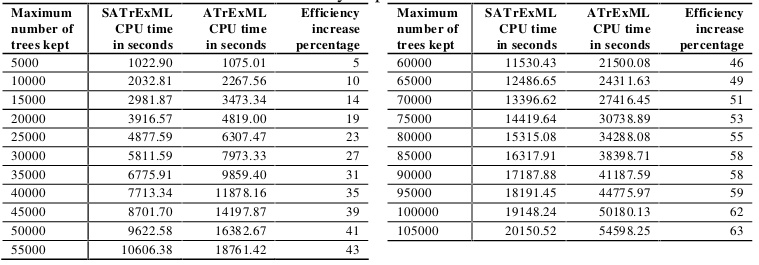 Maximum number of trees kept SATrExML CPU time in seconds ATrExML CPU time in seconds Efficiency increase percentage
5000 1022.90 1075.01 5
10000 2032.81 2267.56 10
15000 2981.87 3473.34 14
20000 3916.57 4819.00 19
25000 4877.59 6307.47 23
30000 5811.59 7973.33 27
35000 6775.91 9859.40 31
40000 7713.34 11878.16 35
45000 8701.70 14197.87 39
50000 9622.58 16382.67 41
55000 10606.38 18761.42 43
Maximum number of trees kept SATrExML CPU time in seconds ATrExML CPU time in seconds Efficiency increase percentage
60000 11530.43 21500.08 46
65000 12486.65 24311.63 49
70000 13396.62 27416.45 51
75000 14419.64 30738.89 53
80000 15315.08 34288.08 55
85000 16317.91 38398.71 58
90000 17187.88 41187.59 58
95000 18191.45 44775.97 59
100000 19148.24 50180.13 62
105000 20150.52 54598.25 63